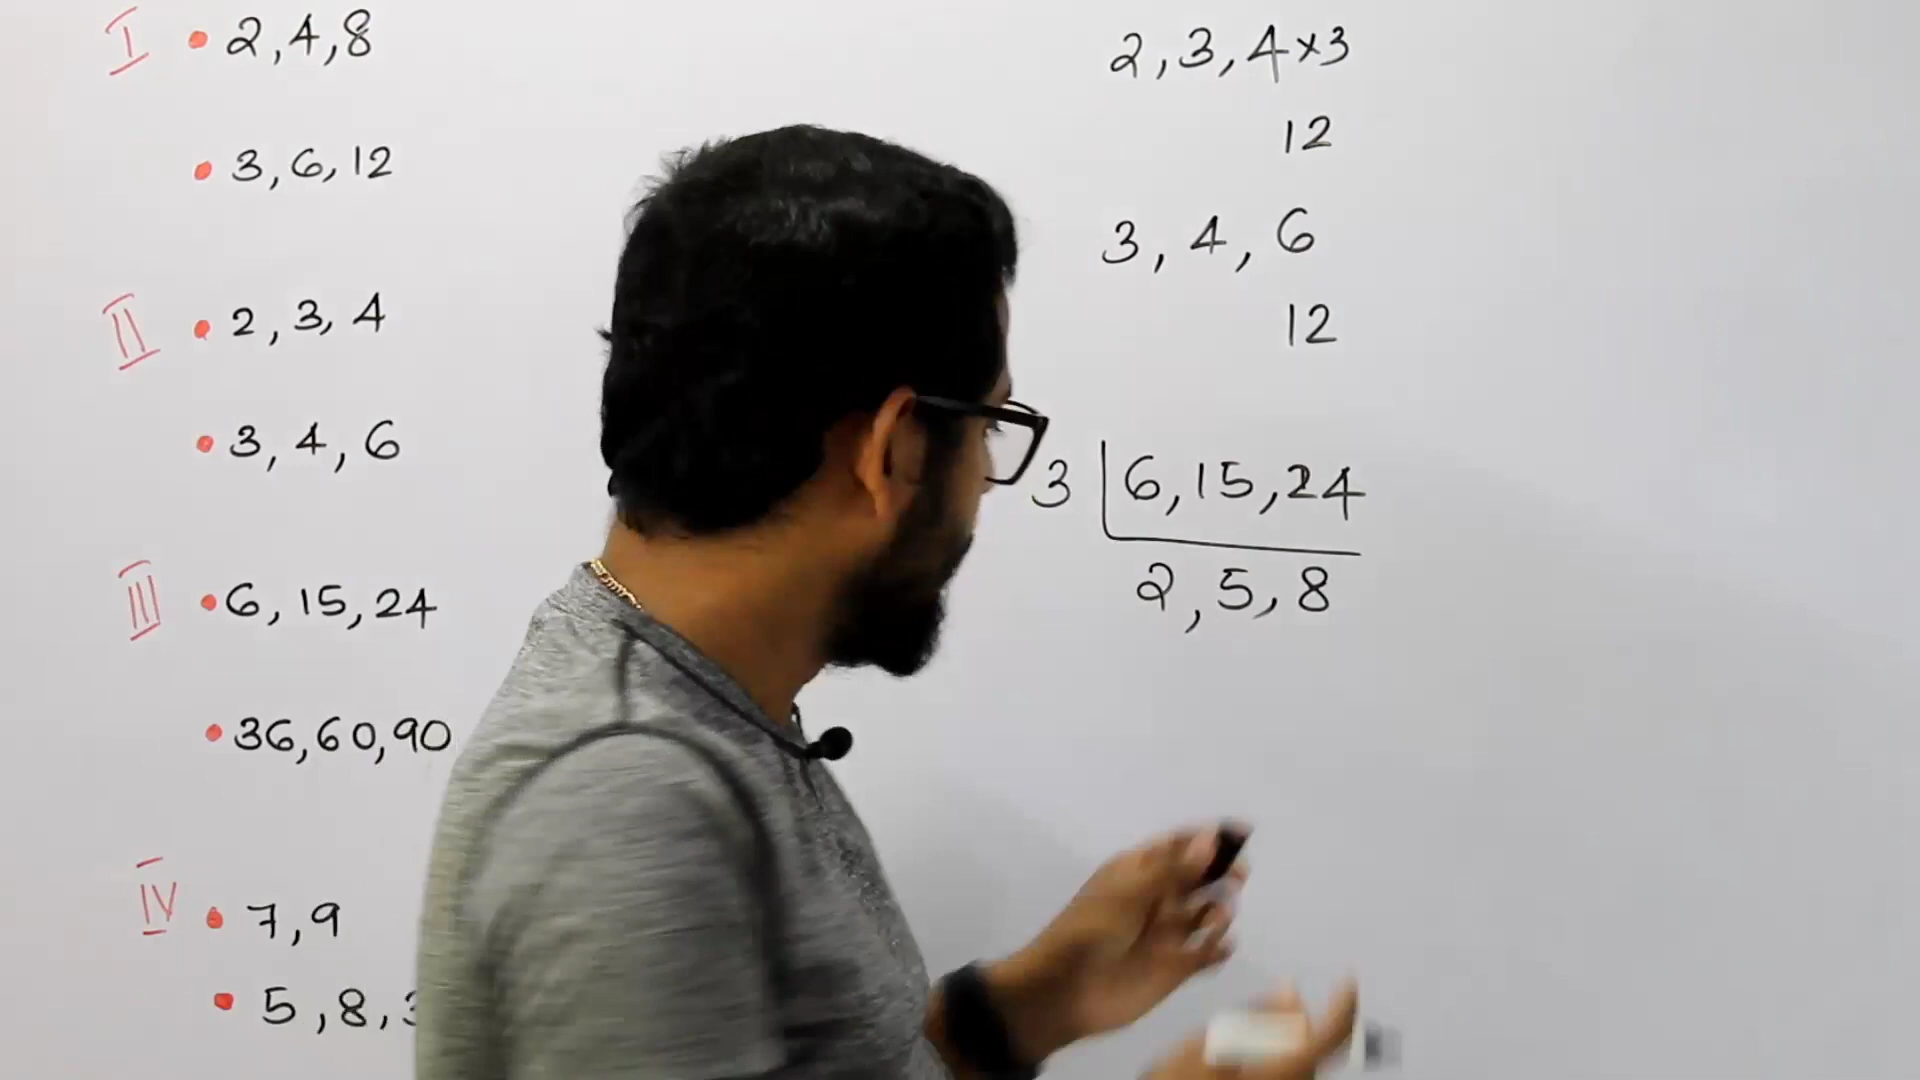 I • 2,4,8
• 3,6,12
II • 2,3,4
• 3,4,6
III • 6,15,24
• 36,60,90
IV • 7,9
• 5,8,
2,3,4×3
12
3,4,6
12
3 6,15,24
2,5,8